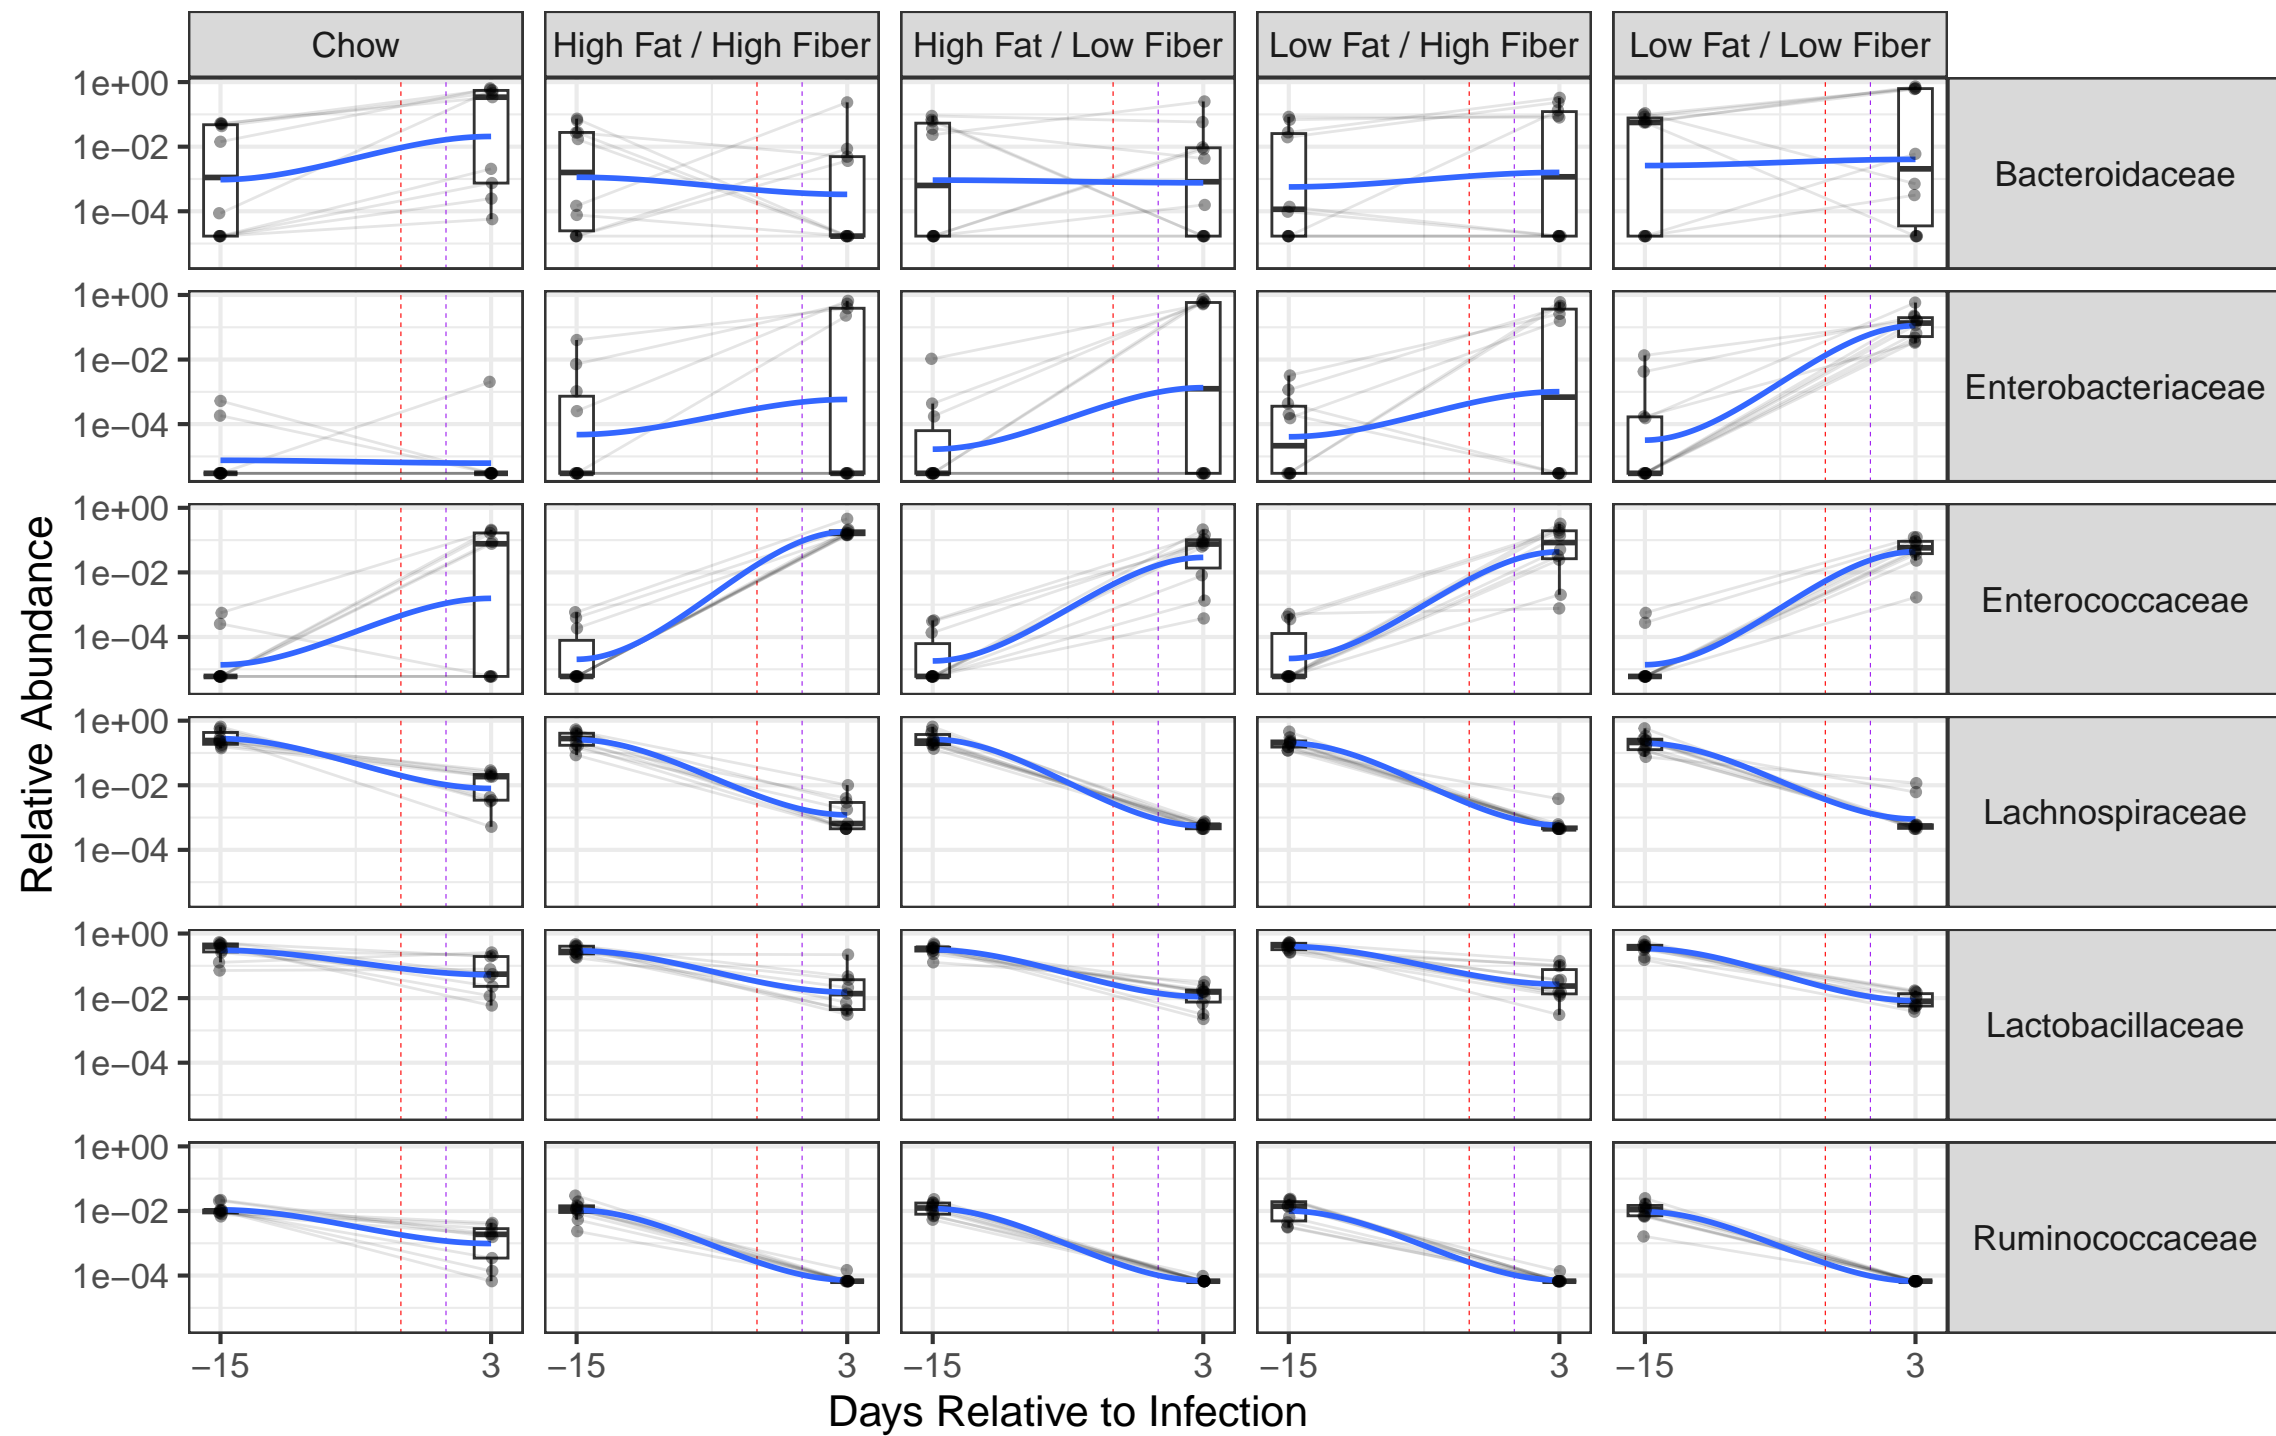 Chow
High Fat / High Fiber
High Fat / Low Fiber
Low Fat / High Fiber
Low Fat / Low Fiber
Relative Abundance
1e+00
1e−02
1e−04
Bacteroidaceae
1e+00
1e−02
1e−04
Enterobacteriaceae
1e+00
1e−02
1e−04
Enterococcaceae
1e+00
1e−02
1e−04
Lachnospiraceae
1e+00
1e−02
1e−04
Lactobacillaceae
1e+00
1e−02
1e−04
Ruminococcaceae
−15 3
−15 3
−15 3
−15 3
−15 3
Days Relative to Infection